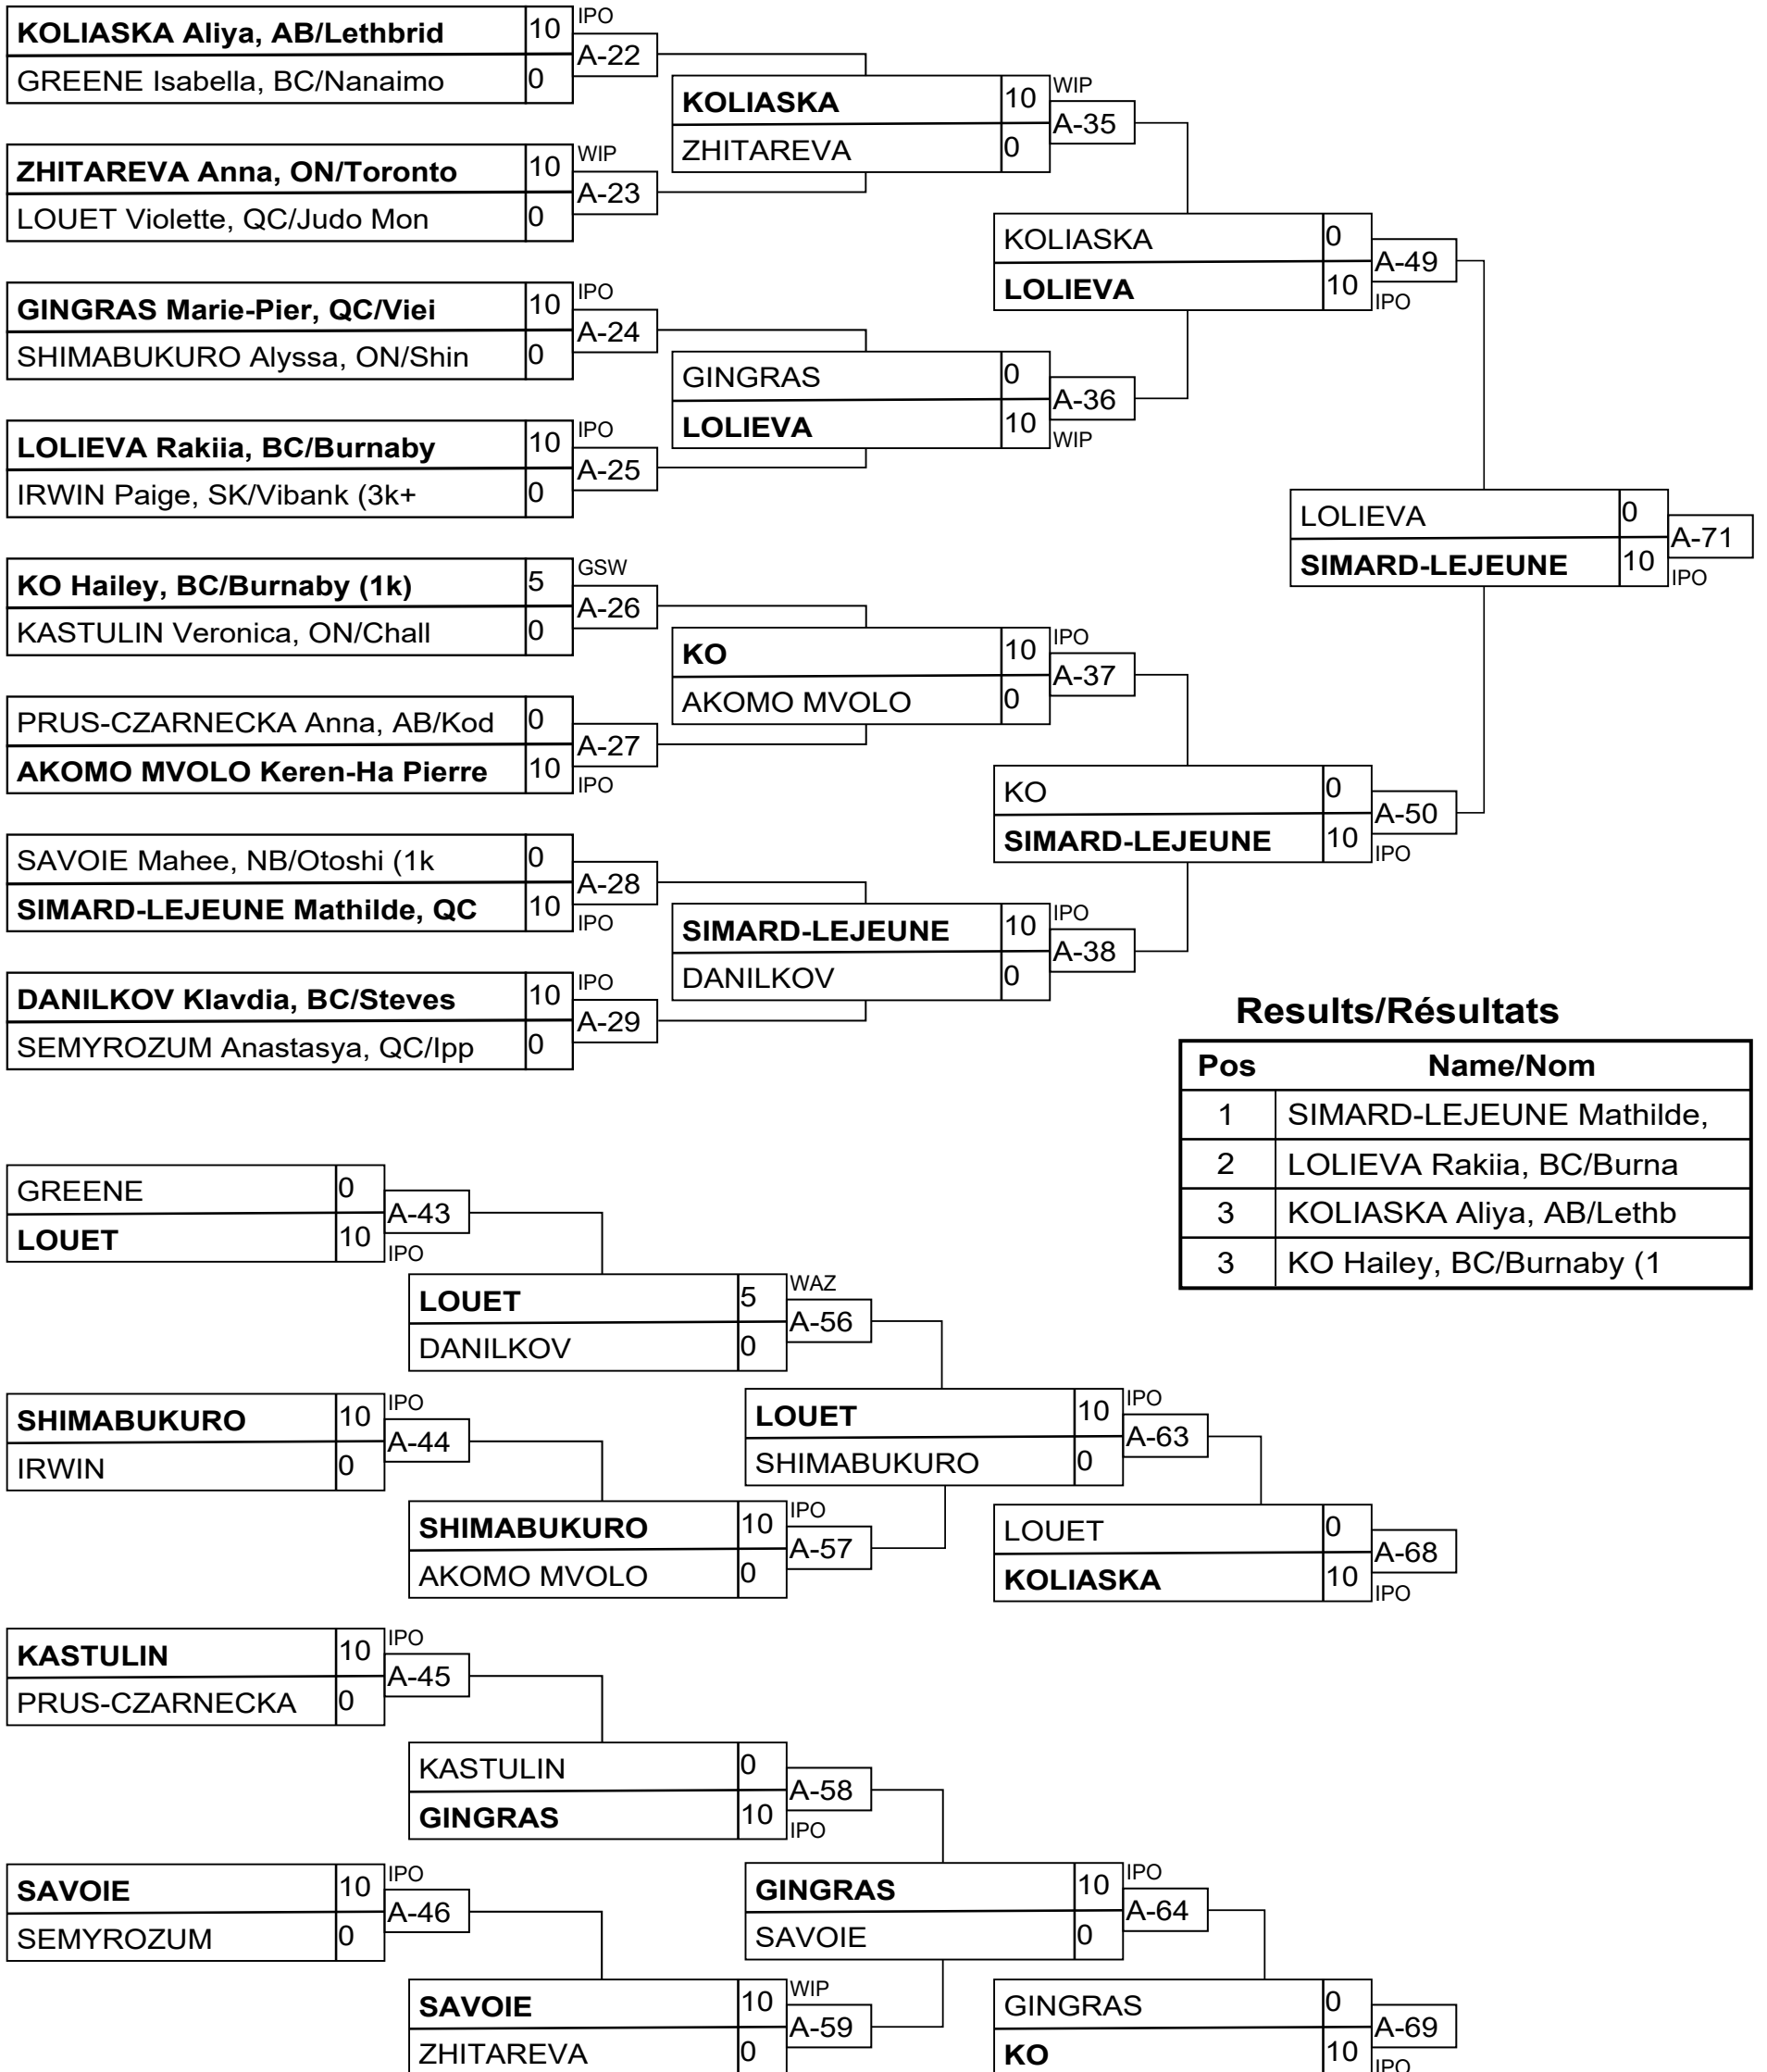 KOLIASKA Aliya, AB/Lethbrid 10 IPO
A-22
GREENE Isabella, BC/Nanaimo 0
ZHITAREVA Anna, ON/Toronto 10 WIP
A-23
LOUET Violette, QC/Judo Mon 0
GINGRAS Marie-Pier, QC/Viei 10 IPO
A-24
SHIMABUKURO Alyssa, ON/Shin 0
LOLIEVA Rakiia, BC/Burnaby 10 IPO
A-25
IRWIN Paige, SK/Vibank (3k+ 0
KO Hailey, BC/Burnaby (1k) 5 GSW
A-26
KASTULIN Veronica, ON/Chall 0
PRUS-CZARNECKA Anna, AB/Kod 0
A-27
AKOMO MVOLO Keren-Ha Pierre 10 IPO
SAVOIE Mahee, NB/Otoshi (1k 0
A-28
SIMARD-LEJEUNE Mathilde, QC 10 IPO
DANILKOV Klavdia, BC/Steves 10 IPO
A-29
SEMYROZUM Anastasya, QC/Ipp 0
KOLIASKA 10 WIP
A-35
ZHITAREVA 0
GINGRAS 0
A-36
LOLIEVA 10 WIP
KO 10 IPO
A-37
AKOMO MVOLO 0
SIMARD-LEJEUNE 10 IPO
A-38
DANILKOV 0
KOLIASKA 0
A-49
LOLIEVA 10 IPO
KO 0
A-50
SIMARD-LEJEUNE 10 IPO
LOLIEVA 0
A-71
SIMARD-LEJEUNE 10 IPO
Results/Résultats
Pos Name/Nom
1 SIMARD-LEJEUNE Mathilde,
2 LOLIEVA Rakiia, BC/Burna
3 KOLIASKA Aliya, AB/Lethb
3 KO Hailey, BC/Burnaby (1
GREENE 0
A-43
LOUET 10 IPO
LOUET 5 WAZ
A-56
DANILKOV 0
SHIMABUKURO 10 IPO
A-44
IRWIN 0
SHIMABUKURO 10 IPO
A-57
AKOMO MVOLO 0
LOUET 10 IPO
A-63
SHIMABUKURO 0
LOUET 0
A-68
KOLIASKA 10 IPO
KASTULIN 10 IPO
A-45
PRUS-CZARNECKA 0
KASTULIN 0
A-58
GINGRAS 10 IPO
SAVOIE 10 IPO
A-46
SEMYROZUM 0
SAVOIE 10 WIP
A-59
ZHITAREVA 0
GINGRAS 10 IPO
A-64
SAVOIE 0
GINGRAS 0
A-69
KO 10 IPO